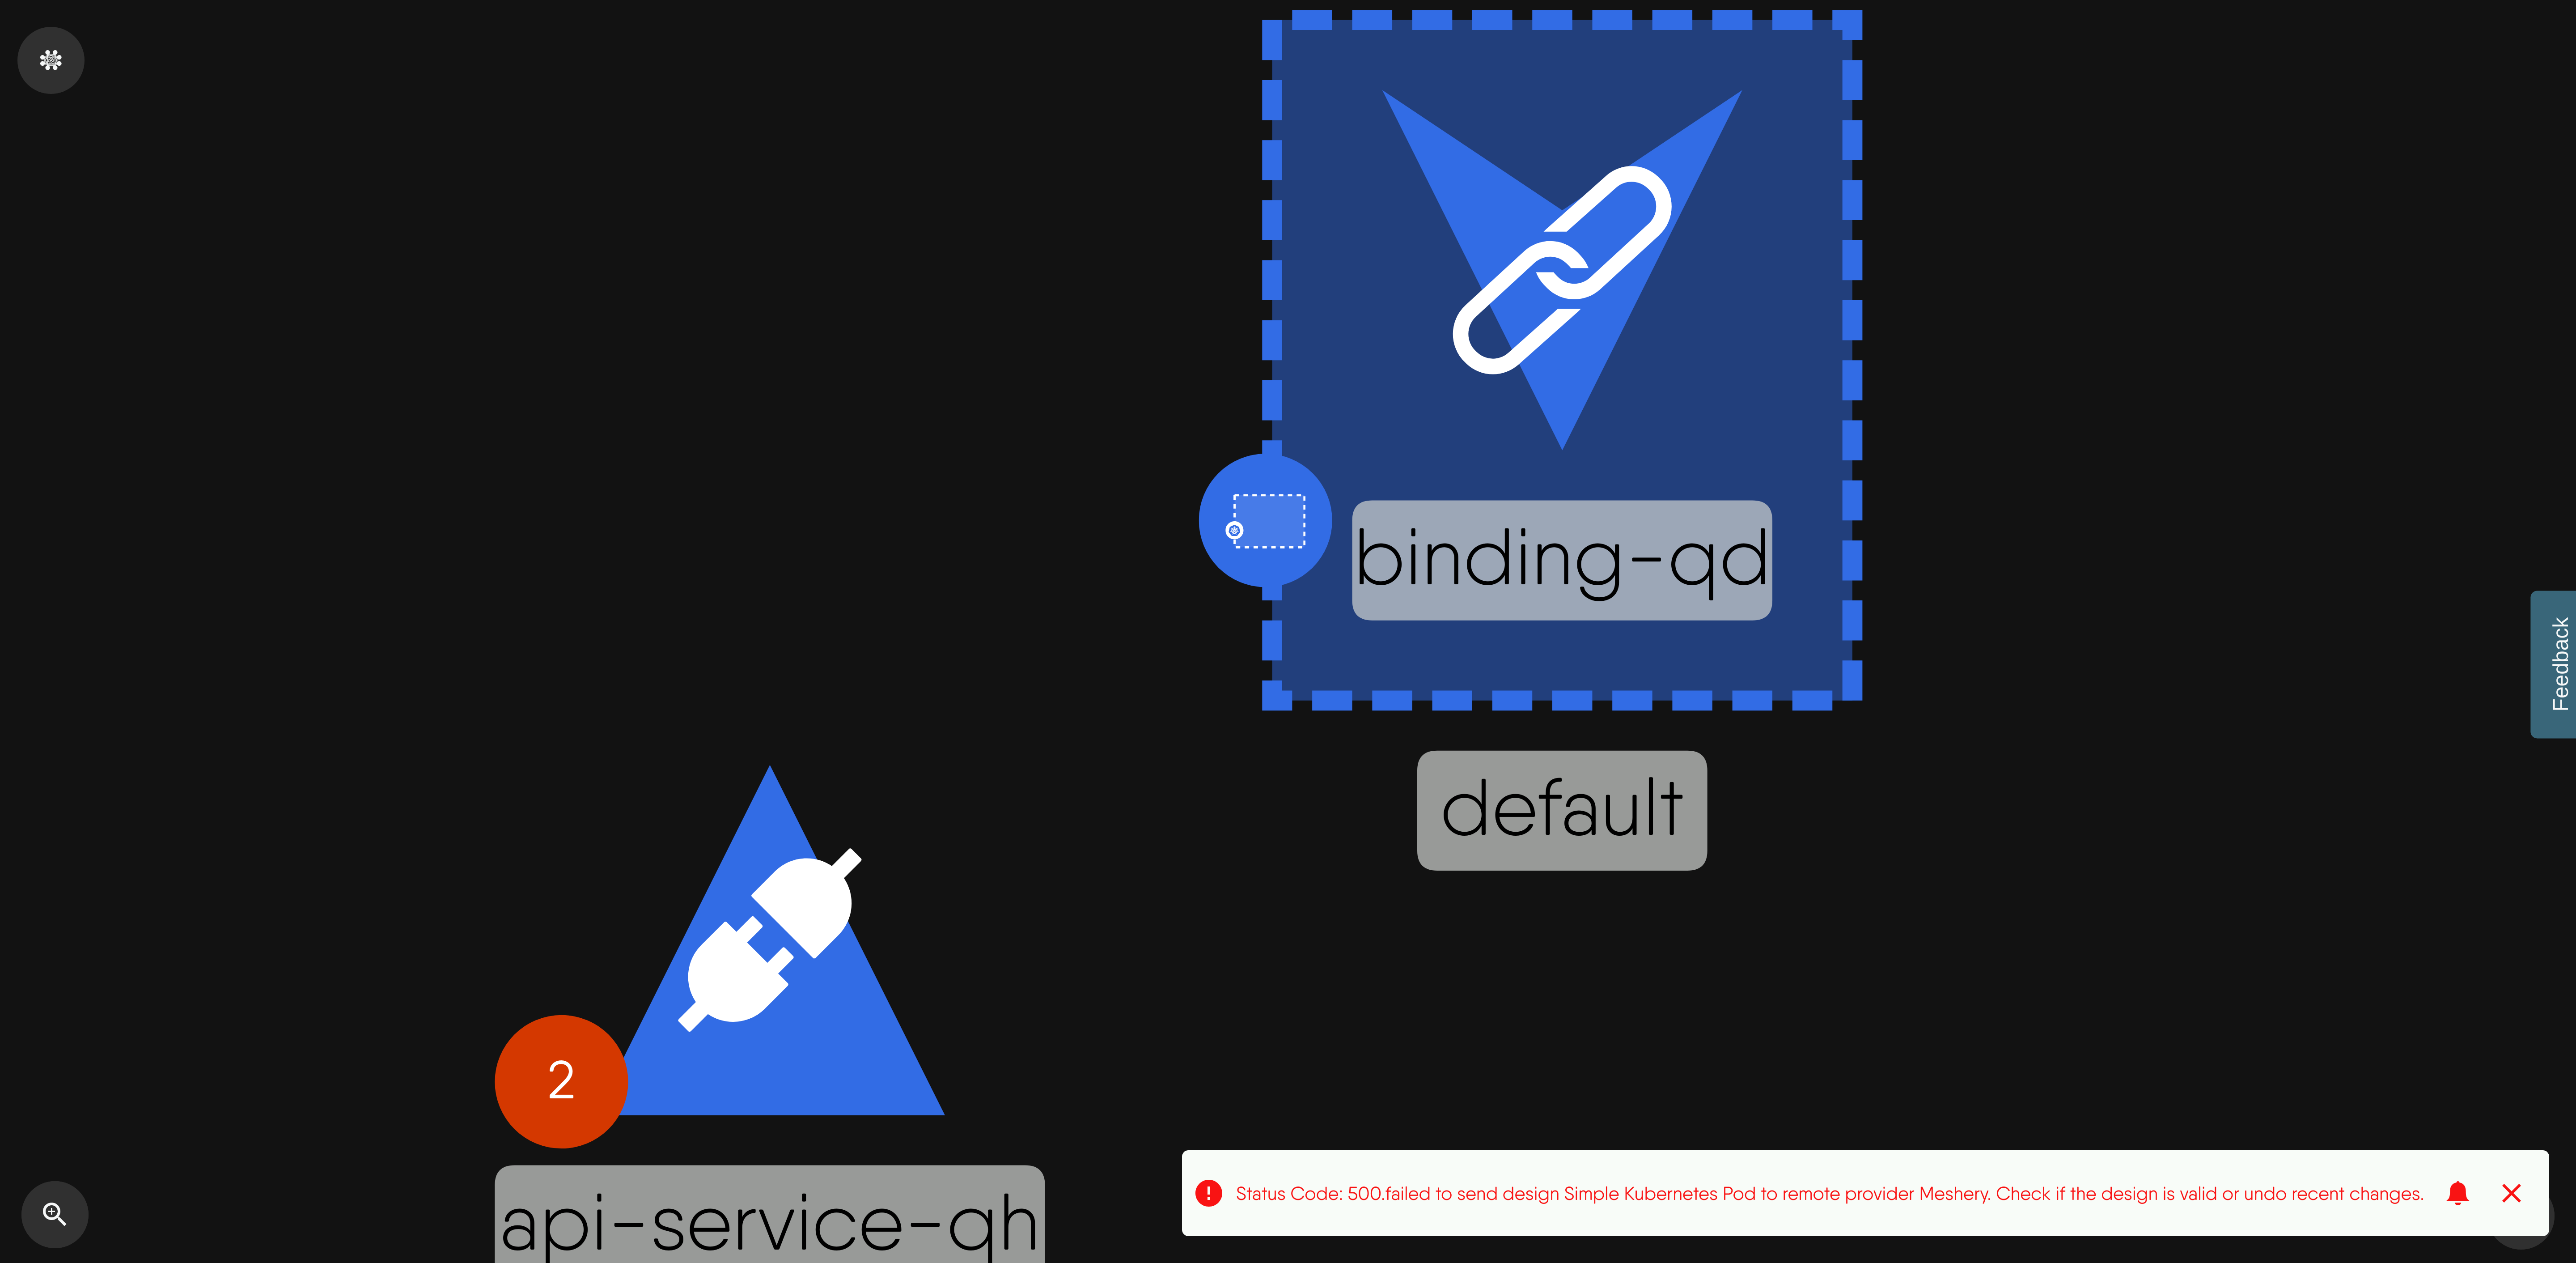 binding-qd
Feedback
default
2
Status Code: 500.failed to send design Simple Kubernetes Pod to remote provider Meshery. Check if the design is valid or undo recent changes.
api-service-qh